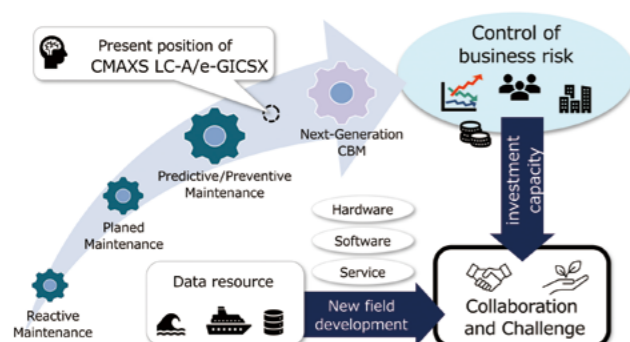 Present position of
CMAXS LC-A/e-GICSX
Control of
business risk
Next-Generation
CBM
Predictive/Preventive
Maintenance
investment
capacity
Planed
Maintenance
Hardware
Software
Service
Data resource
Reactive
Maintenance
New field
development
Collaboration
and Challenge